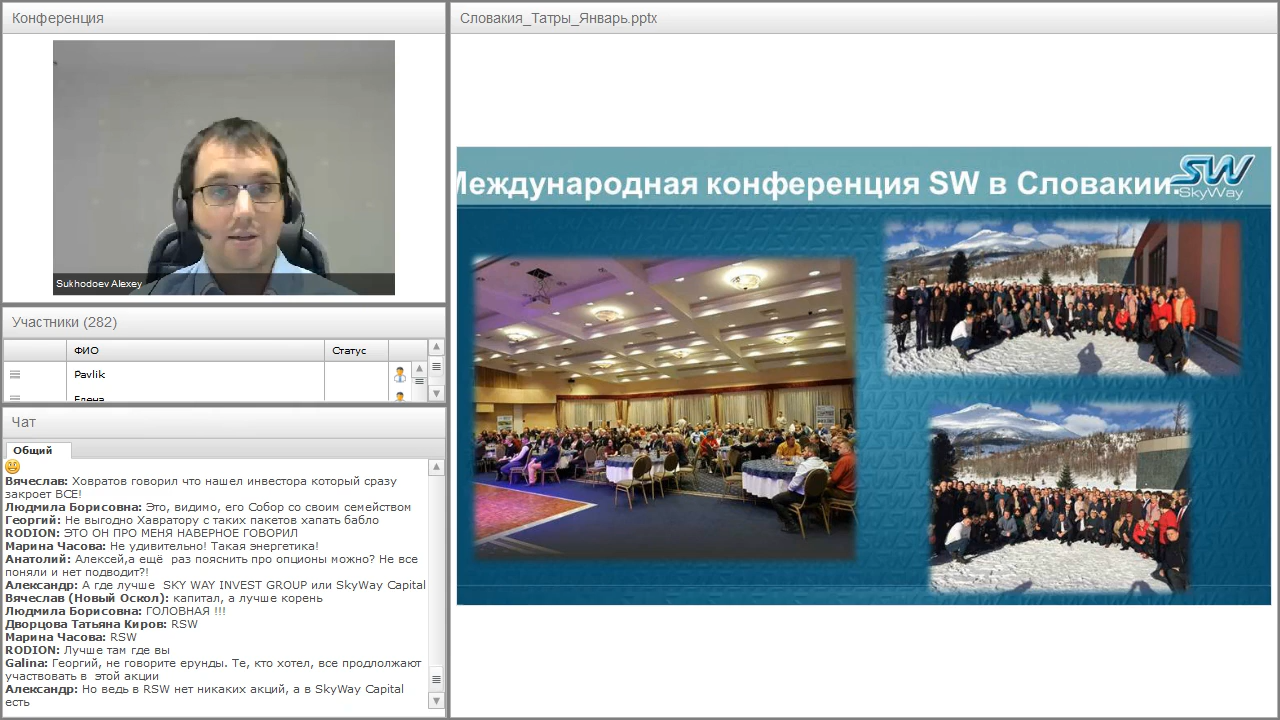 Конференция
Sukhodoev Alexey
Участники (282)
ФИО
Статус
Pavlik
Елена
Чат
Общий
Вячеслав: Ховратов говорил что нашел инвестора который сразу
закроет ВСЕ!
Людмила Борисовна: Это, видимо, его Собор со своим семейством
Георгий: Не выгодно Хавратору с таких пакетов хапать бабло
RODION: ЭТО ОН ПРО МЕНЯ НАВЕРНОЕ ГОВОРИЛ
Марина Часова: Не удивительно! Такая энергетика!
Анатолий: Алексей,а ещё  раз пояснить про опционы можно? Не все
поняли и нет подводит?!
Александр: А где лучше  SKY WAY INVEST GROUP или SkyWay Capital
Вячеслав (Новый Оскол): капитал, а лучше корень
Людмила Борисовна: ГОЛОВНАЯ !!!
Дворцова Татьяна Киров: RSW
Марина Часова: RSW
RODION: Лучше там где вы
Galina: Георгий, не говорите ерунды. Те, кто хотел, все продлолжают
участвовать в  этой акции
Александр: Но ведь в RSW нет никаких акций, а в SkyWay Capital
есть
Словакия_Татры_Январь.pptx
Международная конференция SW в Словакии.
SW
SkyWay